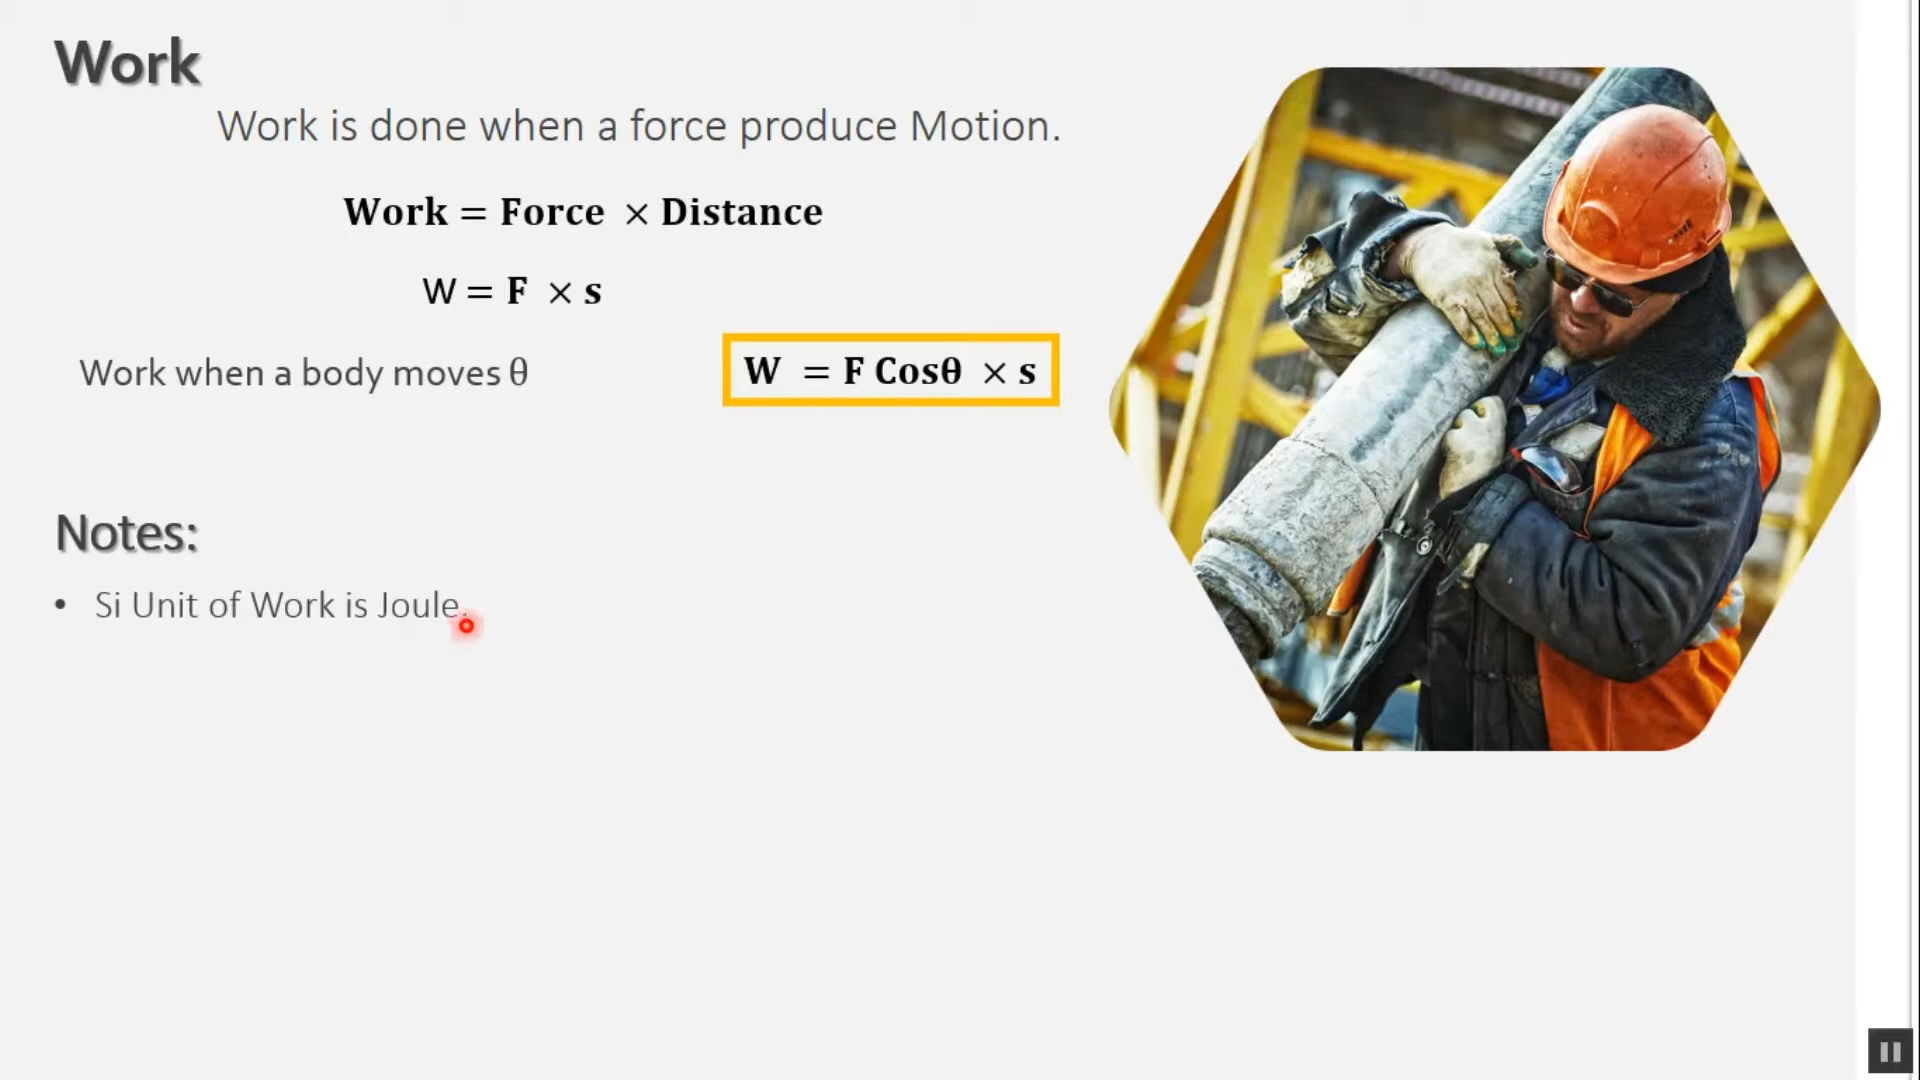 Work
Work is done when a force produce Motion.
Work = Force × Distance
W = F × s
Work when a body moves θ
W = F Cosθ × s
Notes:
• Si Unit of Work is Joule.